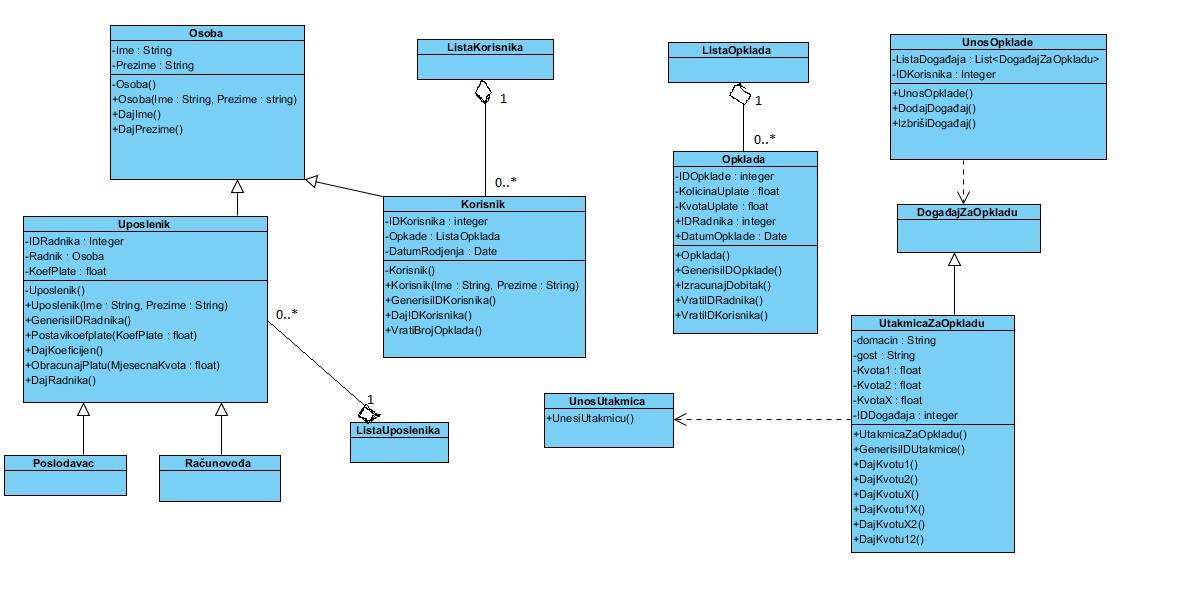 Osoba
-Ime : String
-Prezime : String
-Osoba()
+Osoba(Ime : String, Prezime : string)
+DajIme()
+DajPrezime()
ListaKorisnika
1
0..*
ListaOpklada
1
0..*
UnosOpklade
-ListaDogađaja : List<DogađajZaOpkladu>
-IDKorisnika : Integer
+UnosOpklade()
+DodajDogađaj()
+IzbrišiDogađaj()
Uposlenik
-IDRadnika : Integer
-Radnik : Osoba
-KoefPlate : float
-Uposlenik()
+Uposlenik(Ime : String, Prezime : String)
+GenerisiIDRadnika()
+Postavikoefplate(KoefPlate : float)
+DajKoeficijen()
+ObracunajPlatu(MjesecnaKvota : float)
+DajRadnika()
0..*
1
Korisnik
-IDKorisnika : integer
-Opkade : ListaOpklada
-DatumRodjenja : Date
-Korisnik()
+Korisnik(Ime : String, Prezime : String)
+GenerisiIDKorisnika()
+DajIDKorisnika()
+VratiBrojOpklada()
Opklada
-IDOpklade : integer
-KolicinaUplate : float
-KvotaUplate : float
+IDRadnika : integer
+DatumOpklade : Date
+Opklada()
+GenerisiIDOpklade()
+IzracunajDobitak()
+VratiIDRadnika()
+VratiIDKorisnika()
DogađajZaOpkladu
UtakmicaZaOpkladu
-domacin : String
-gost : String
-Kvota1 : float
-Kvota2 : float
-KvotaX : float
-IDDogađaja : integer
+UtakmicaZaOpkladu()
+GenerisiIDUtakmice()
+DajKvotu1()
+DajKvotu2()
+DajKvotuX()
+DajKvotu1X()
+DajKvotuX2()
+DajKvotu12()
UnosUtakmica
+UnesiUtakmicu()
ListaUposlenika
Poslodavac
Računovođa